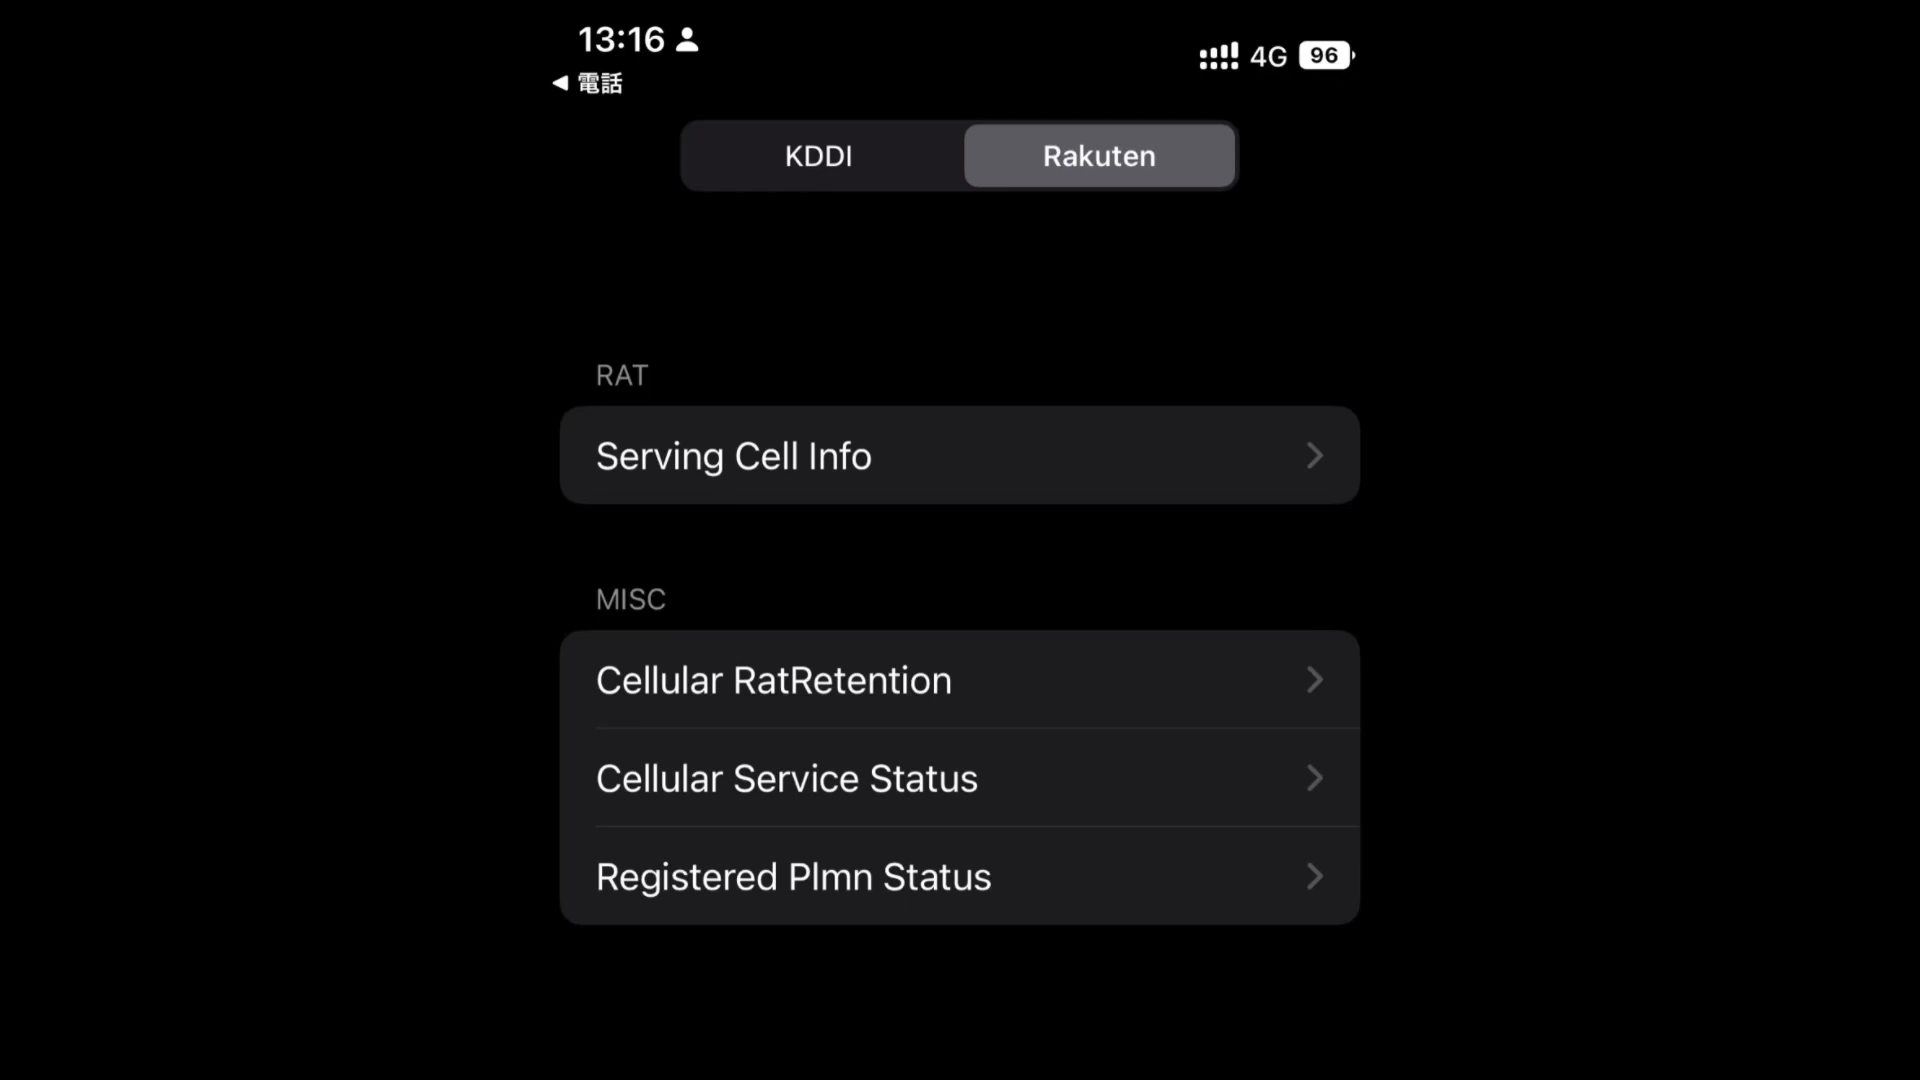 13:16
4G 96
◀ 電話
KDDI Rakuten
RAT
Serving Cell Info
MISC
Cellular RatRetention
Cellular Service Status
Registered Plmn Status